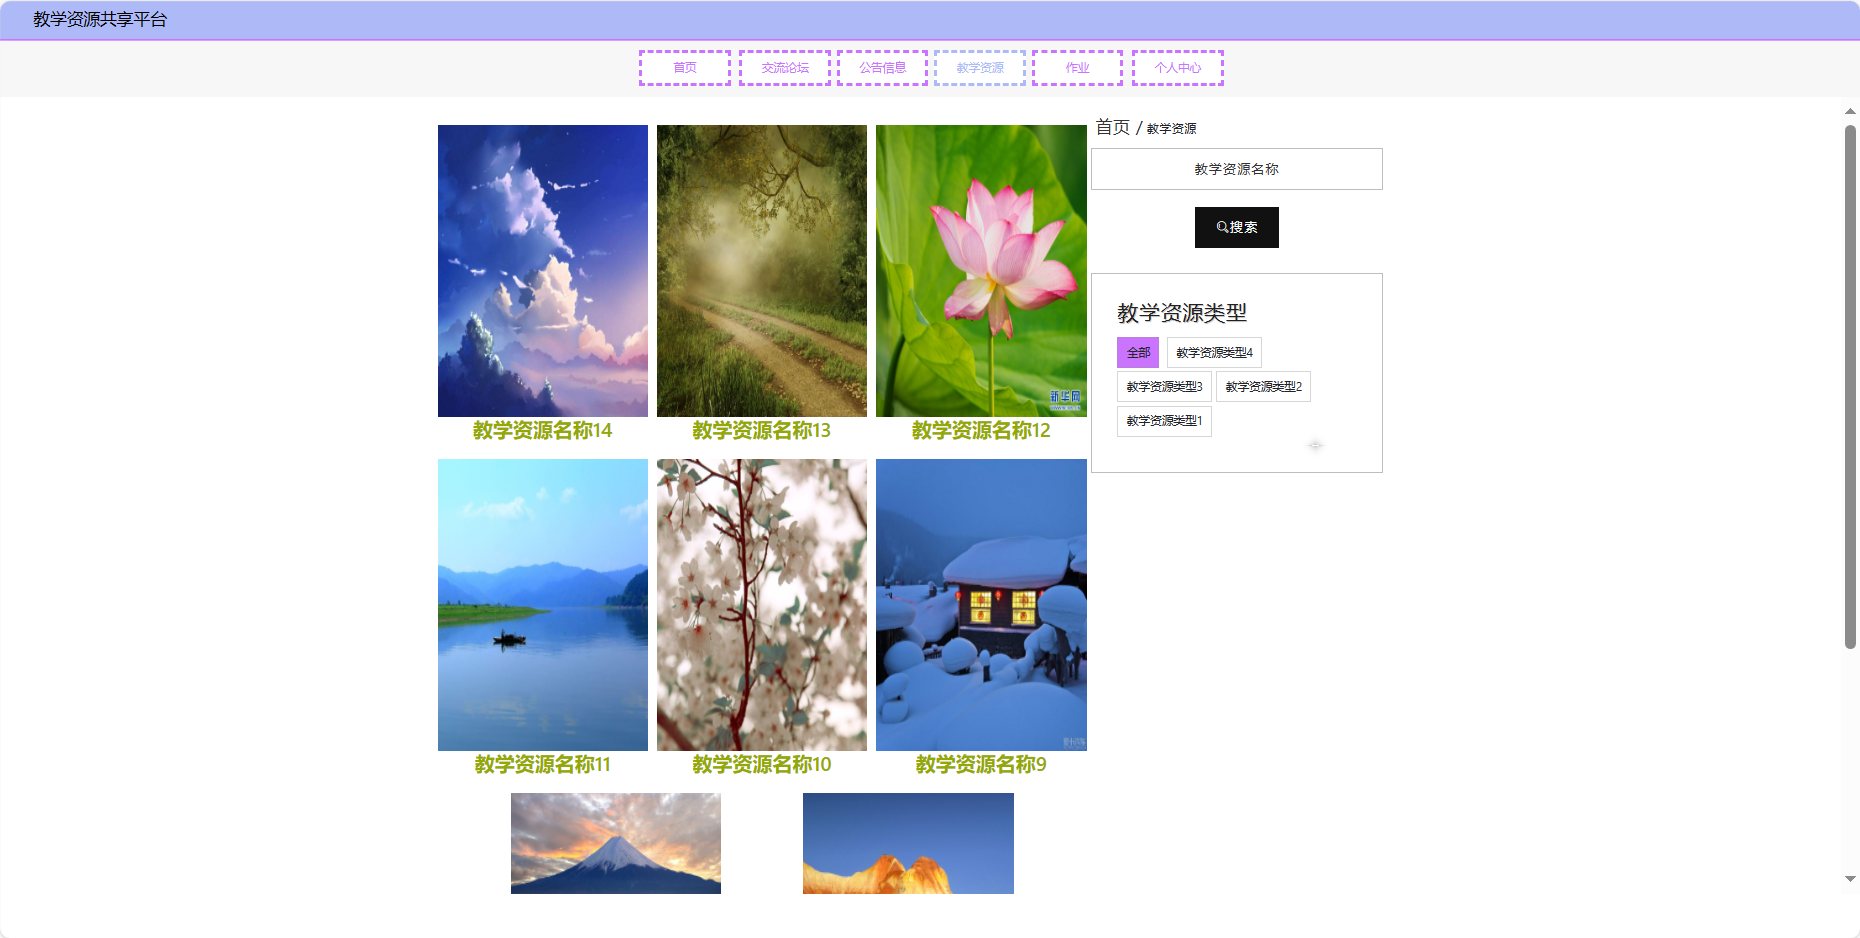 教学资源共享平台
首页 交流论坛 公告信息 教学资源 作业 个人中心
首页 / 教学资源
教学资源名称
搜索
教学资源类型
全部 教学资源类型4
教学资源类型3 教学资源类型2
教学资源类型1
新华网
教学资源名称14 教学资源名称13 教学资源名称12
教学资源名称11 教学资源名称10 教学资源名称9